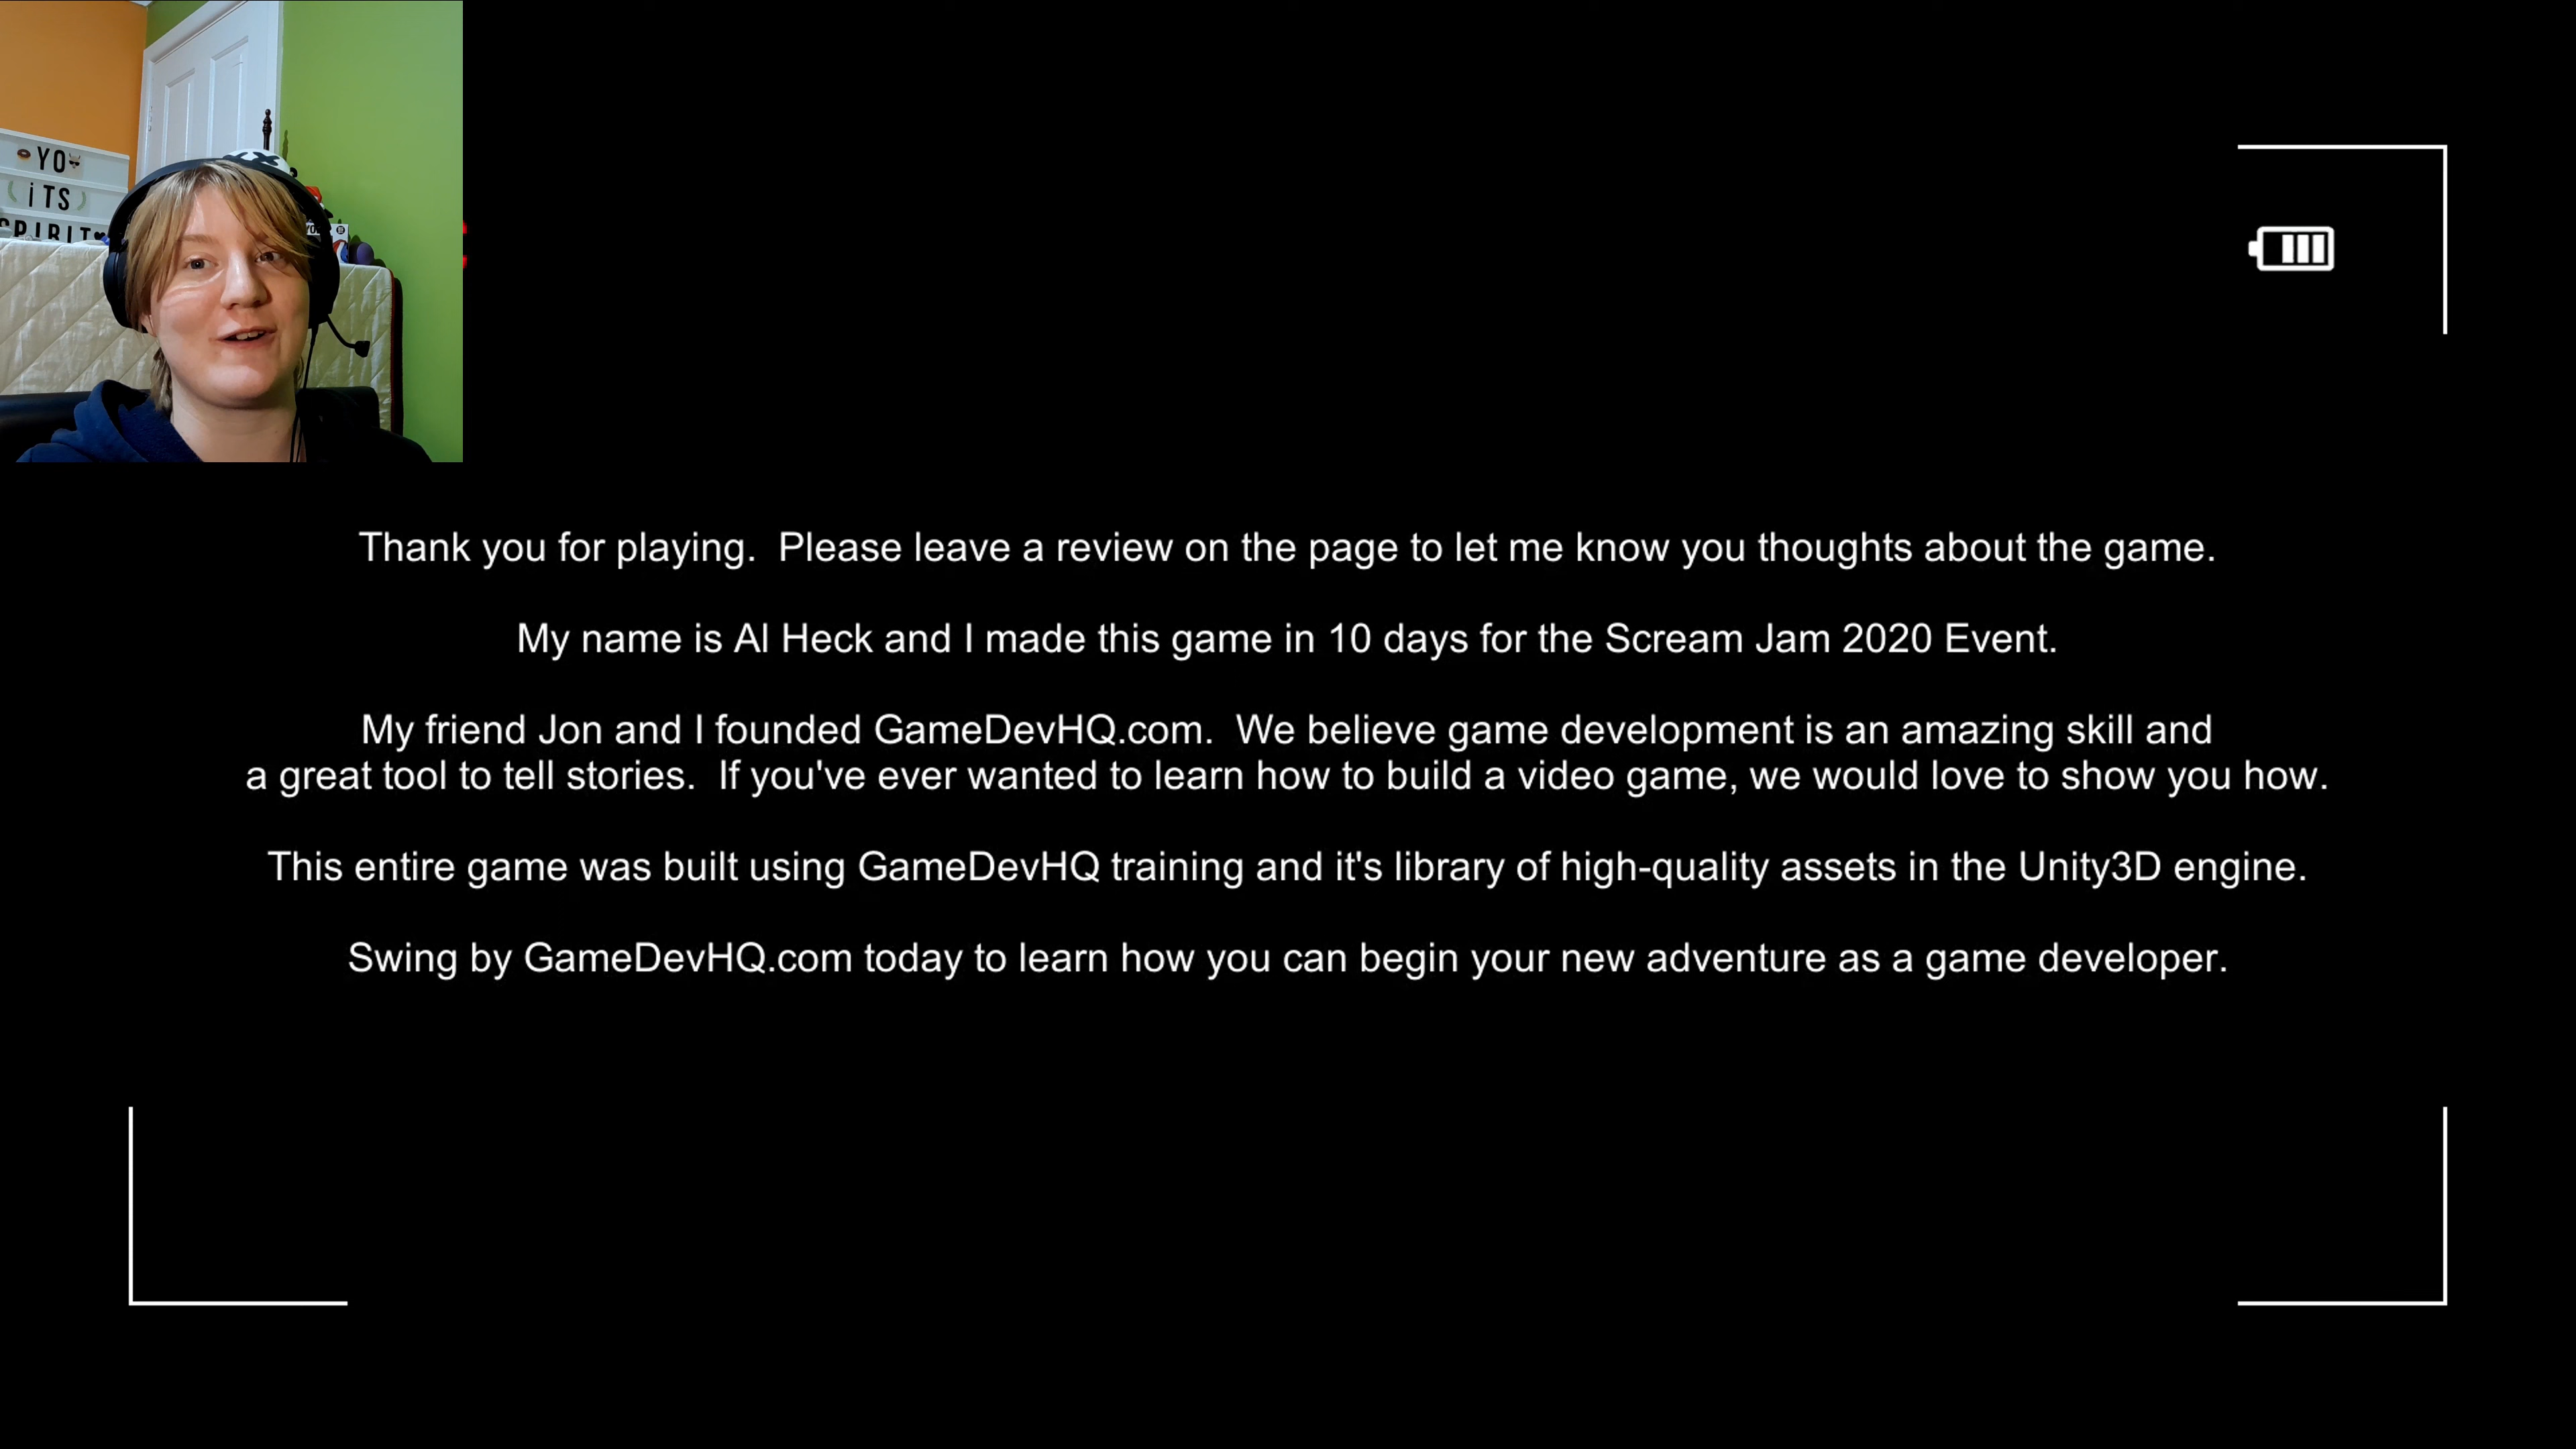 YO
iTS
SPIRIT
Thank you for playing.  Please leave a review on the page to let me know you thoughts about the game.
My name is Al Heck and I made this game in 10 days for the Scream Jam 2020 Event.
My friend Jon and I founded GameDevHQ.com.  We believe game development is an amazing skill and
a great tool to tell stories.  If you've ever wanted to learn how to build a video game, we would love to show you how.
This entire game was built using GameDevHQ training and it's library of high-quality assets in the Unity3D engine.
Swing by GameDevHQ.com today to learn how you can begin your new adventure as a game developer.